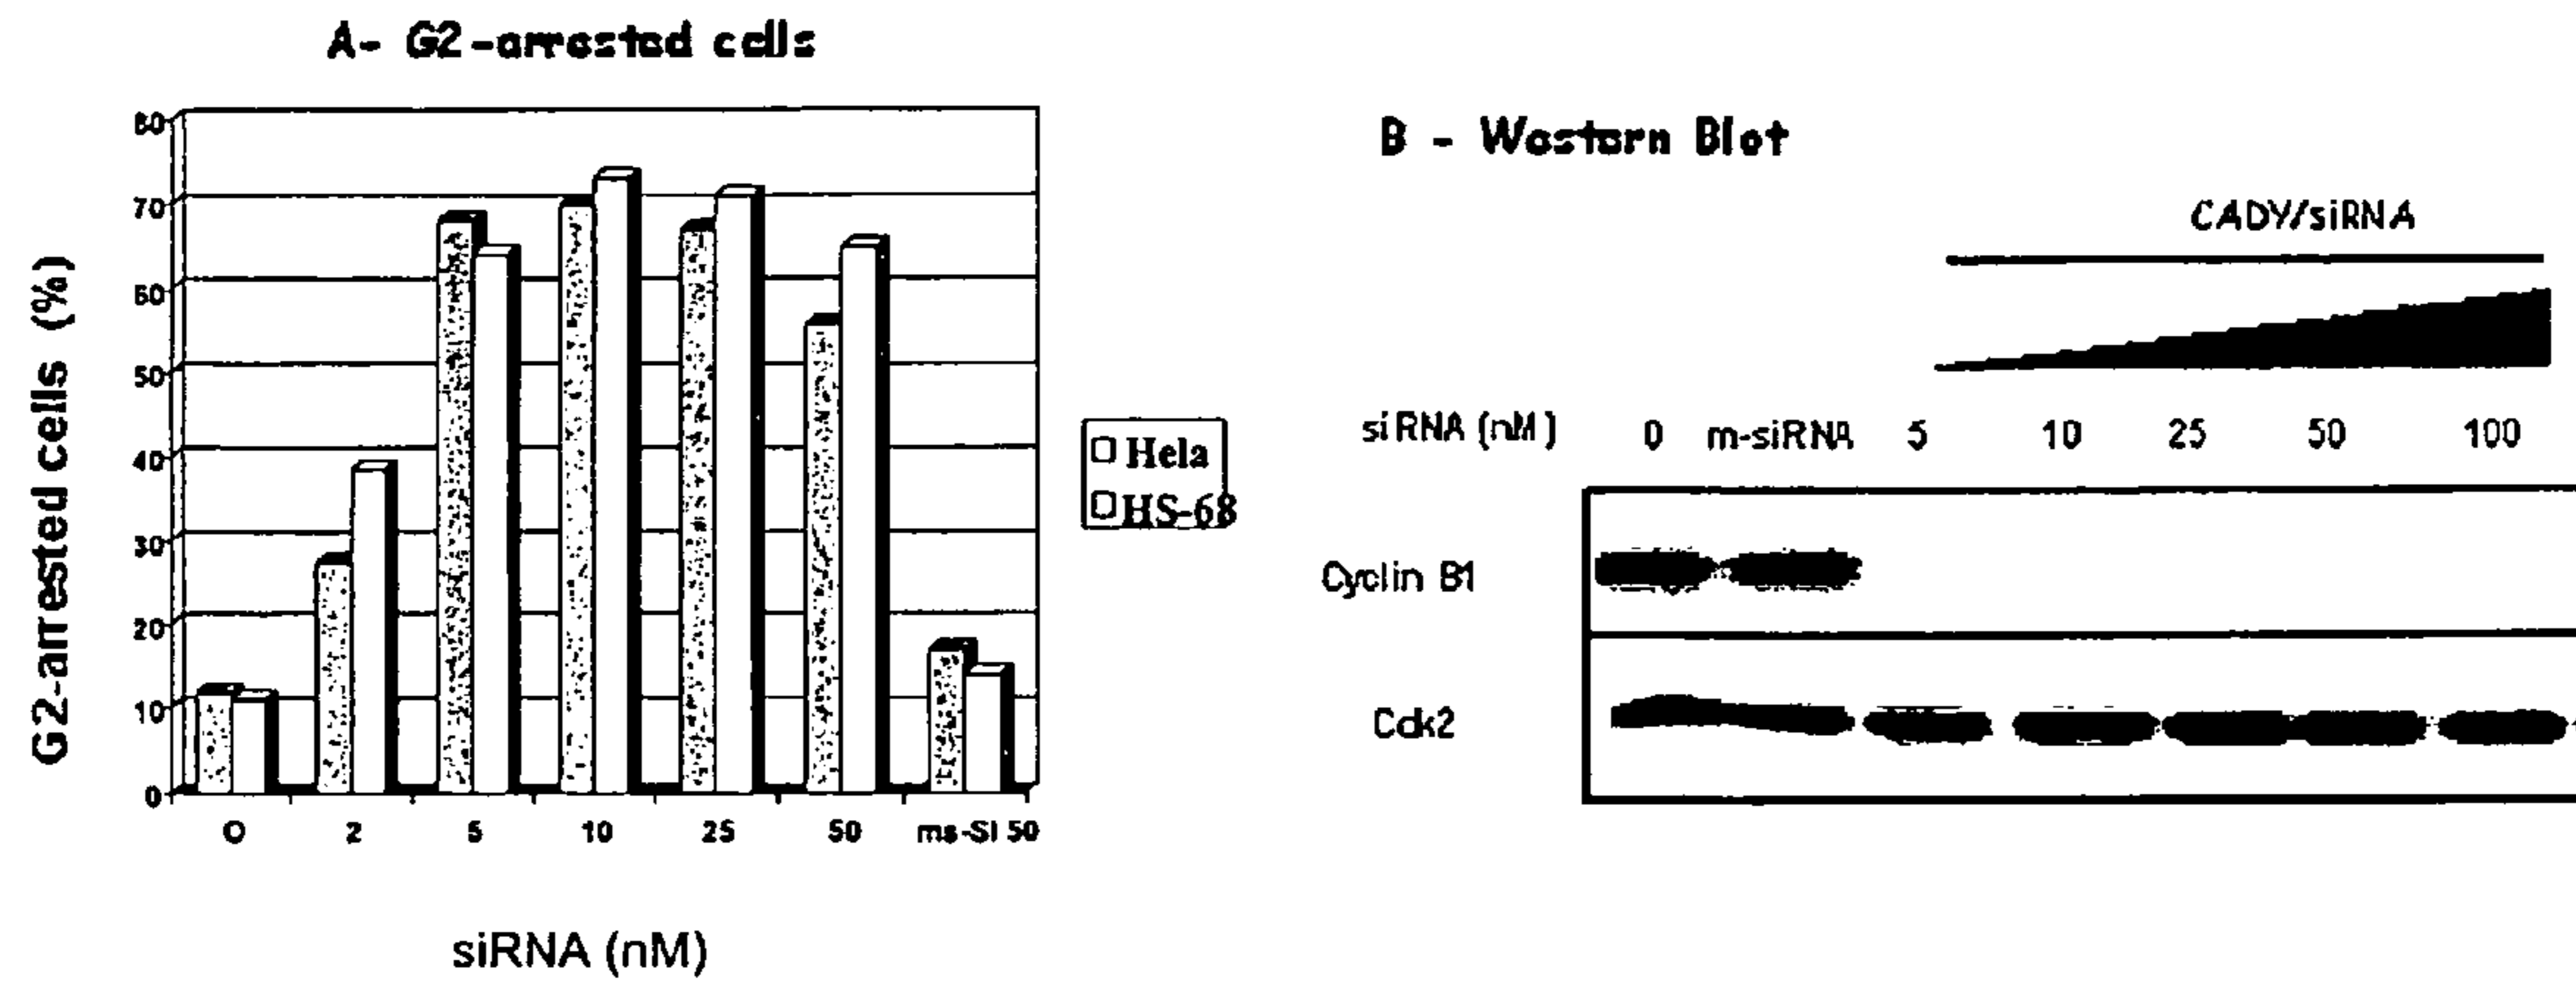 A- G2-arrested cells
G2-arrested cells (%)
80
70
60
50
40
30
20
10
0
0 2 5 10 25 50 ms-SI 50
siRNA (nM)
Hela
HS-68
B - Western Blot
CADY/siRNA
siRNA (nM) 0 m-siRNA 5 10 25 50 100
Cyclin B1
Cdk2